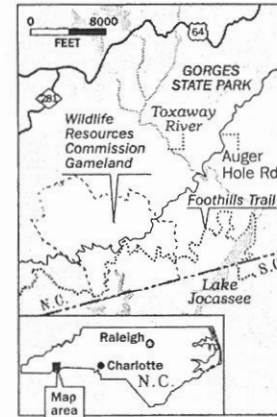 0 8000
FEET
64
281
GORGES
STATE PARK
Toxaway
River
Wildlife
Resources
Commission
Gameland
Auger
Hole Rd
Foothills Trail
N.C.
S.C.
Lake
Jocassee
Raleigh
Charlotte
N.C.
Map
area